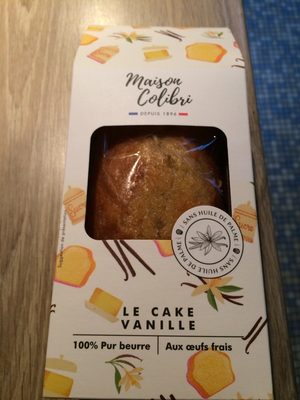 Maison
Colibri
DEPUIS 1896
SANS HUILE DE PALME
SANS HUILE DE PALME
LE CAKE
VANILLE
100% Pur beurre
Aux œufs frais